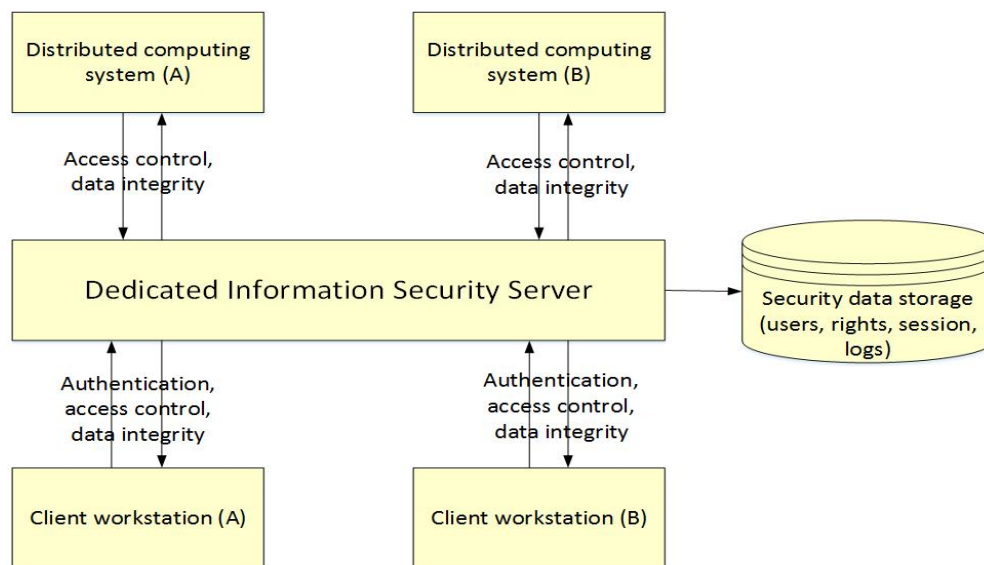 Distributed computing
system (A)
Distributed computing
system (B)
Access control,
data integrity
Access control,
data integrity
Dedicated Information Security Server
Security data storage
(users, rights, session,
logs)
Authentication,
access control,
data integrity
Authentication,
access control,
data integrity
Client workstation (A)
Client workstation (B)